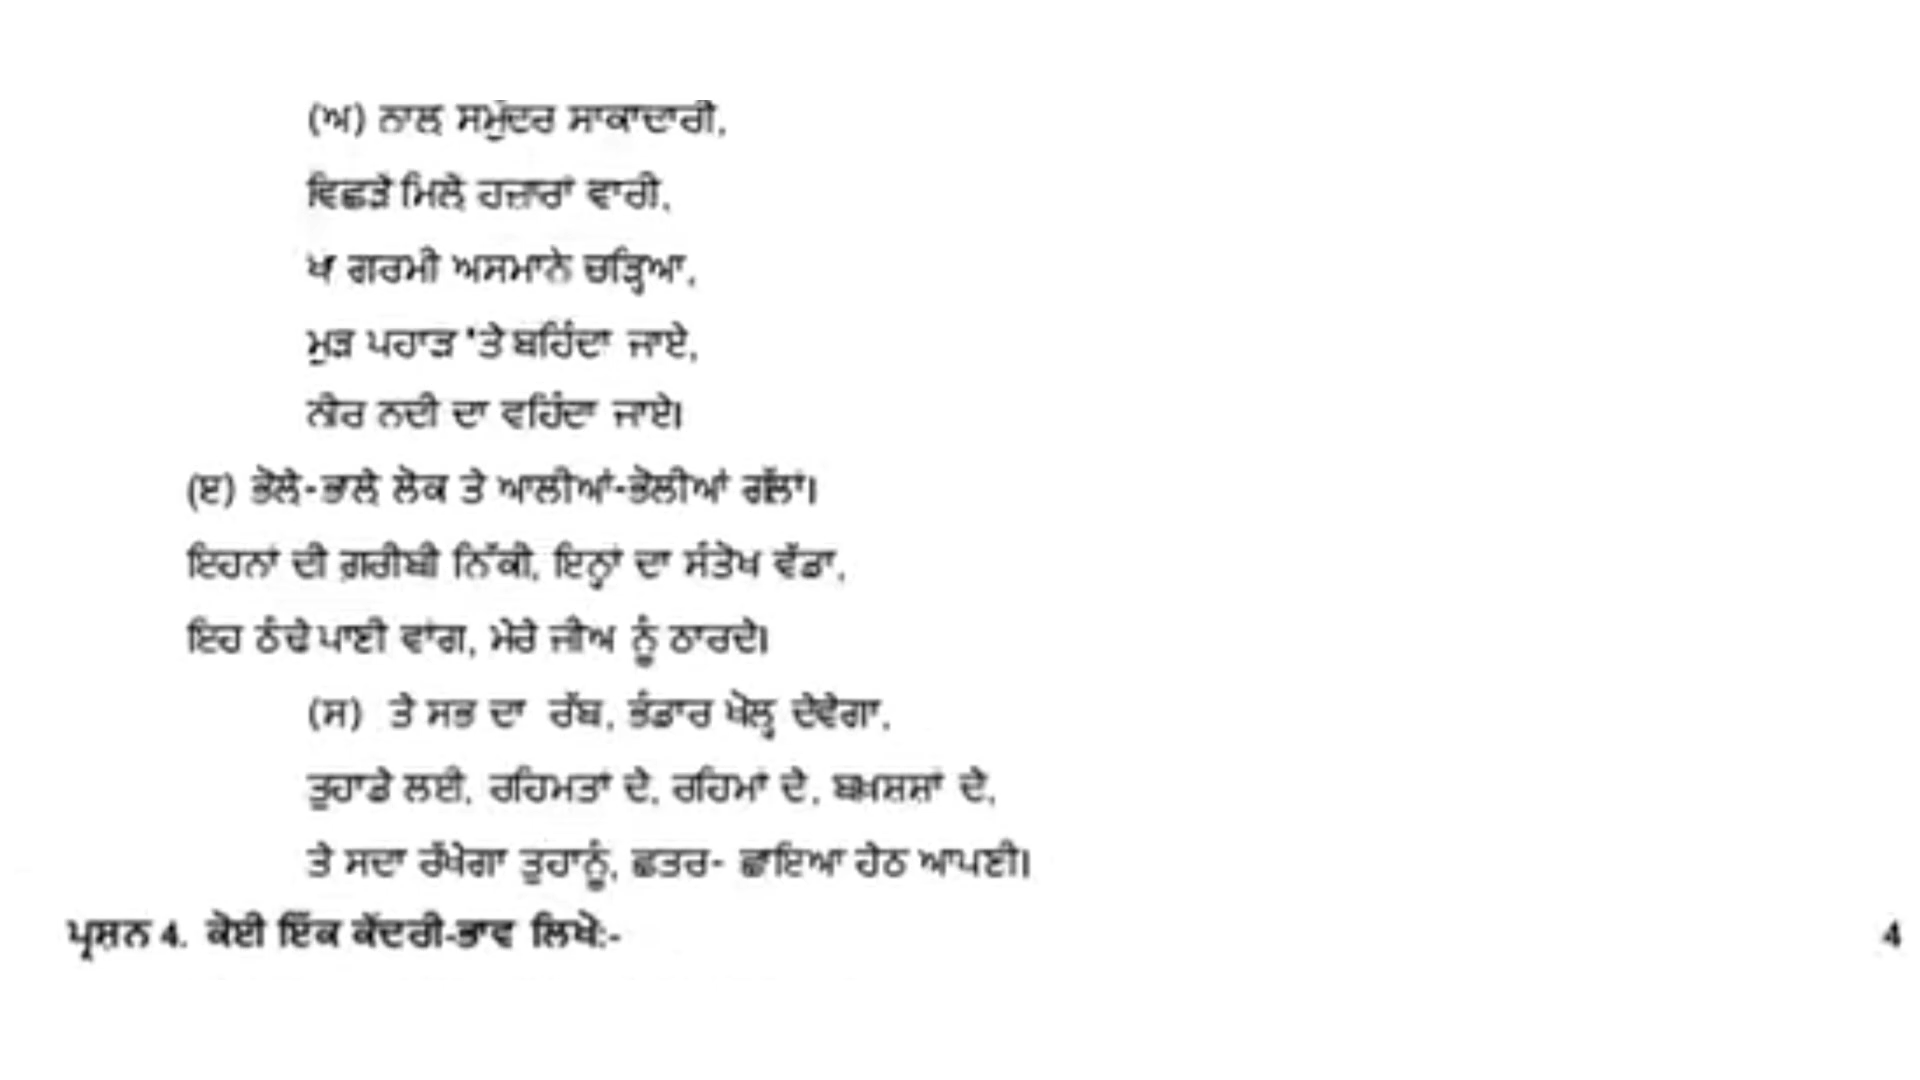 (ਅ) ਨਾਲ਼ ਸਮੁੰਦਰ ਸਾਕਾਦਾਰੀ,
ਵਿਛੜੇ ਮਿਲੇ ਹਜ਼ਾਰਾਂ ਵਾਰੀ,
ਖਾ ਗਰਮੀ ਅਸਮਾਨੇ ਚੜ੍ਹਿਆ,
ਮੁੜ ਪਹਾੜ 'ਤੇ ਬਹਿੰਦਾ ਜਾਏ,
ਨੀਰ ਨਦੀ ਦਾ ਵਹਿੰਦਾ ਜਾਏ।
(ੲ) ਭੋਲੇ-ਭਾਲੇ ਲੋਕ ਤੇ ਆਲੀਆਂ-ਭੋਲੀਆਂ ਗੱਲਾਂ।
ਇਹਨਾਂ ਦੀ ਗ਼ਰੀਬੀ ਨਿੱਕੀ, ਇਨ੍ਹਾਂ ਦਾ ਸੰਤੋਖ ਵੱਡਾ,
ਇਹ ਠੰਢੇ ਪਾਣੀ ਵਾਂਗ, ਮੇਰੇ ਜੀਅ ਨੂੰ ਠਾਰਦੇ।
(ਸ) ਤੇ ਸਭ ਦਾ ਰੱਬ, ਭੰਡਾਰ ਖੋਲ੍ਹ ਦੇਵੇਗਾ,
ਤੁਹਾਡੇ ਲਈ, ਰਹਿਮਤਾਂ ਦੇ, ਰਹਿਮਾਂ ਦੇ, ਬਖ਼ਸ਼ਸ਼ਾਂ ਦੇ,
ਤੇ ਸਦਾ ਰੱਖੇਗਾ ਤੁਹਾਨੂੰ, ਛਤਰ- ਛਾਇਆ ਹੇਠ ਆਪਣੀ।
ਪ੍ਰਸ਼ਨ 4. ਕੋਈ ਇੱਕ ਕੇਂਦਰੀ-ਭਾਵ ਲਿਖੋ:- 4